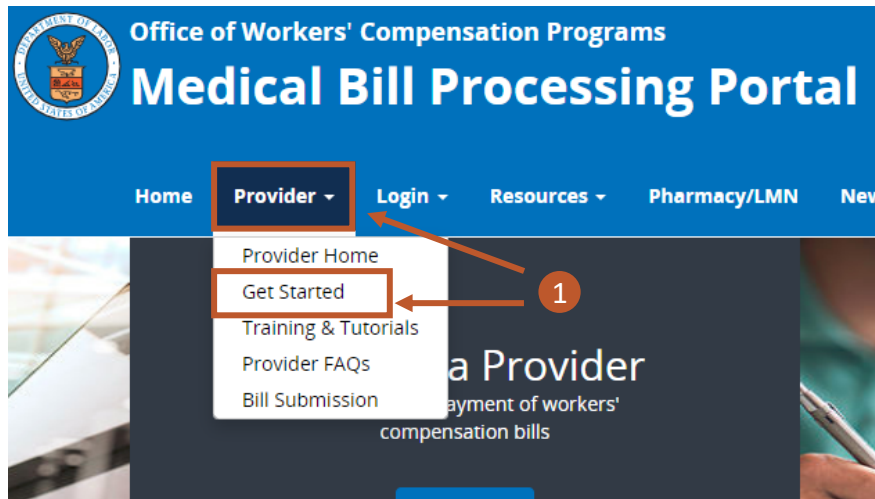 Office of Workers' Compensation Programs
Medical Bill Processing Portal
Home Provider Login Resources Pharmacy/LMN New
Provider Home
Get Started
1
Training & Tutorials
Provider FAQs
a Provider
Bill Submission
ayment of workers'
compensation bills